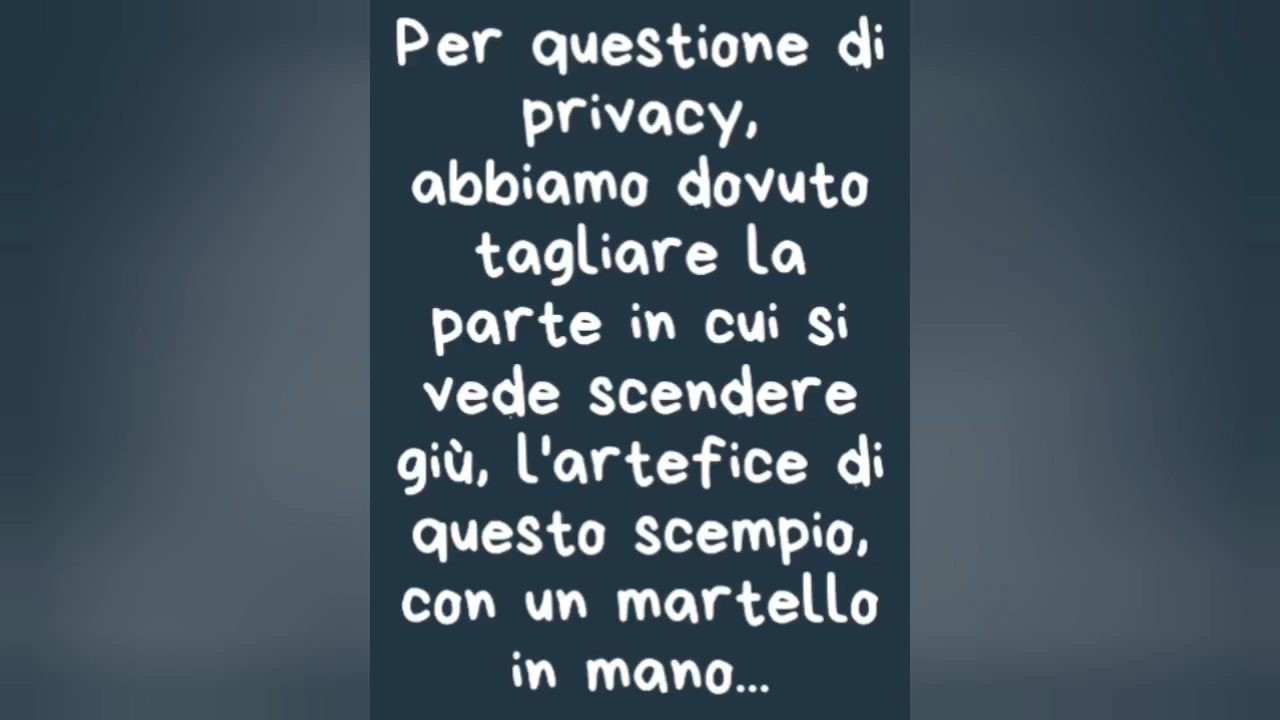 Per questione di
privacy,
abbiamo dovuto
tagliare la
parte in cui si
vede scendere
giù, l'artefice di
questo scempio,
con un martello
in mano...